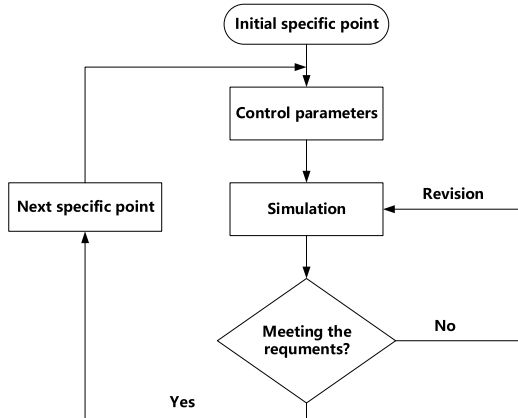 Initial specific point
Control parameters
Next specific point
Simulation
Revision
Meeting the
requments?
No
Yes